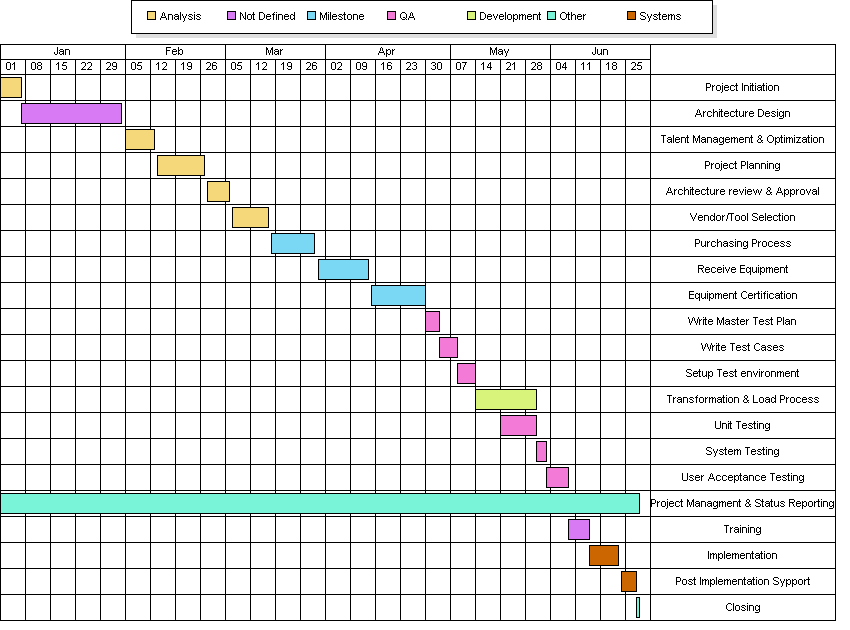 Analysis Not Defined Milestone QA Development Other Systems
Jan Feb Mar Apr May Jun
01 08 15 22 29 05 12 19 26 05 12 19 26 02 09 16 23 30 07 14 21 28 04 11 18 25
Project Initiation
Architecture Design
Talent Management & Optimization
Project Planning
Architecture review & Approval
Vendor/Tool Selection
Purchasing Process
Receive Equipment
Equipment Certification
Write Master Test Plan
Write Test Cases
Setup Test environment
Transformation & Load Process
Unit Testing
System Testing
User Acceptance Testing
Project Managment & Status Reporting
Training
Implementation
Post Implementation Sypport
Closing